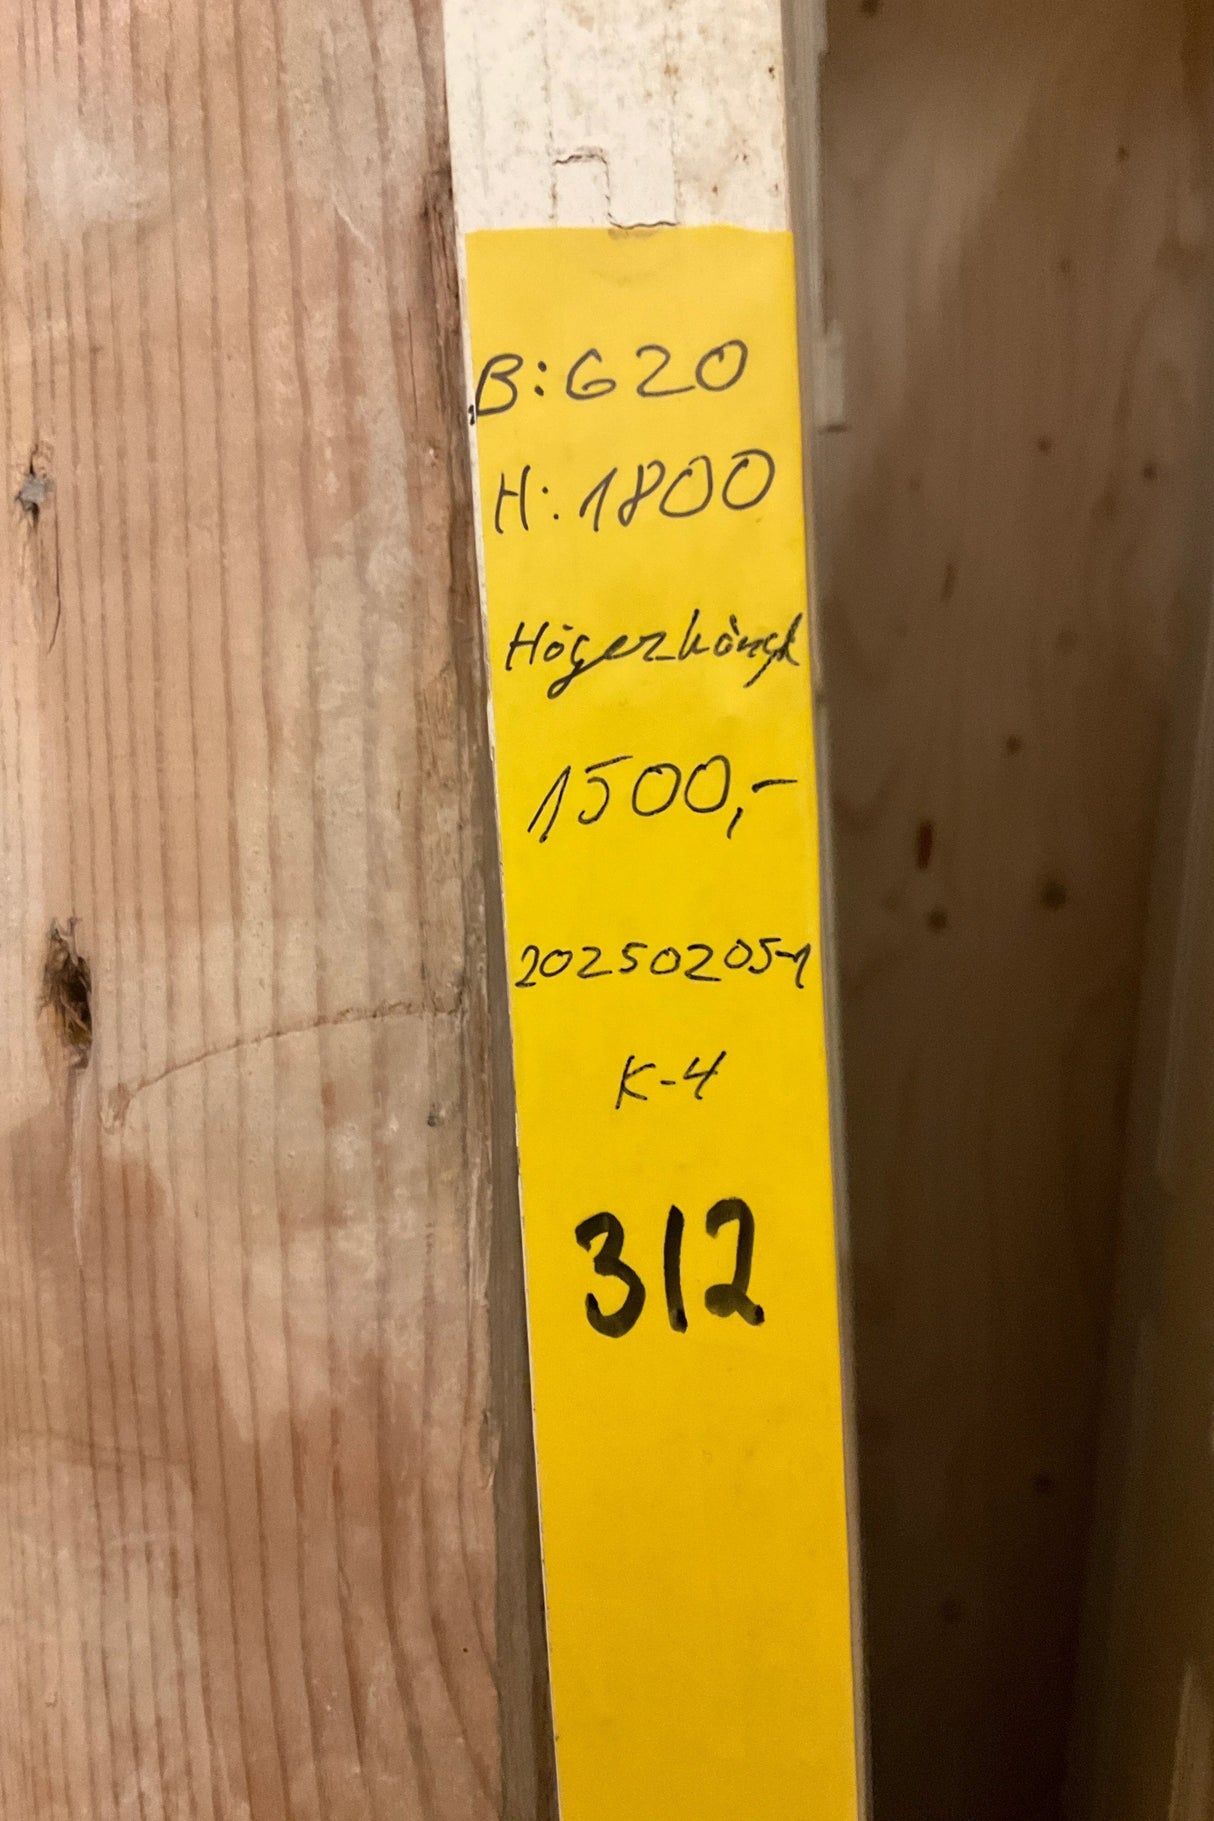 B:620
H:1800
Högerhängd
1500,-
20250205-1
K-4
312